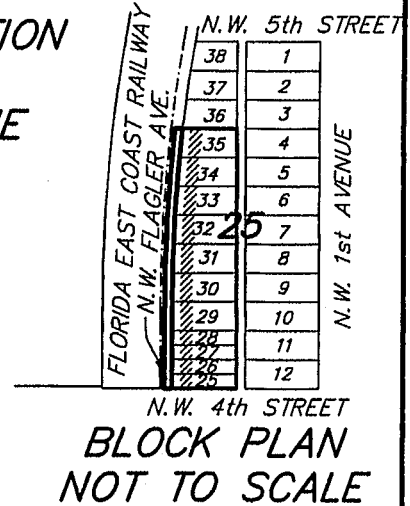 TION
E
N.W. 5th STREET
FLORIDA EAST COAST RAILWAY
N.W. FLAGLER AVE.
38 1
37 2
36 3
35 4
34 5
33 6
32 25 7
31 8
30 9
29 10
28
27 11
26
25 12
N.W. 1st AVENUE
N.W. 4th STREET
BLOCK PLAN
NOT TO SCALE